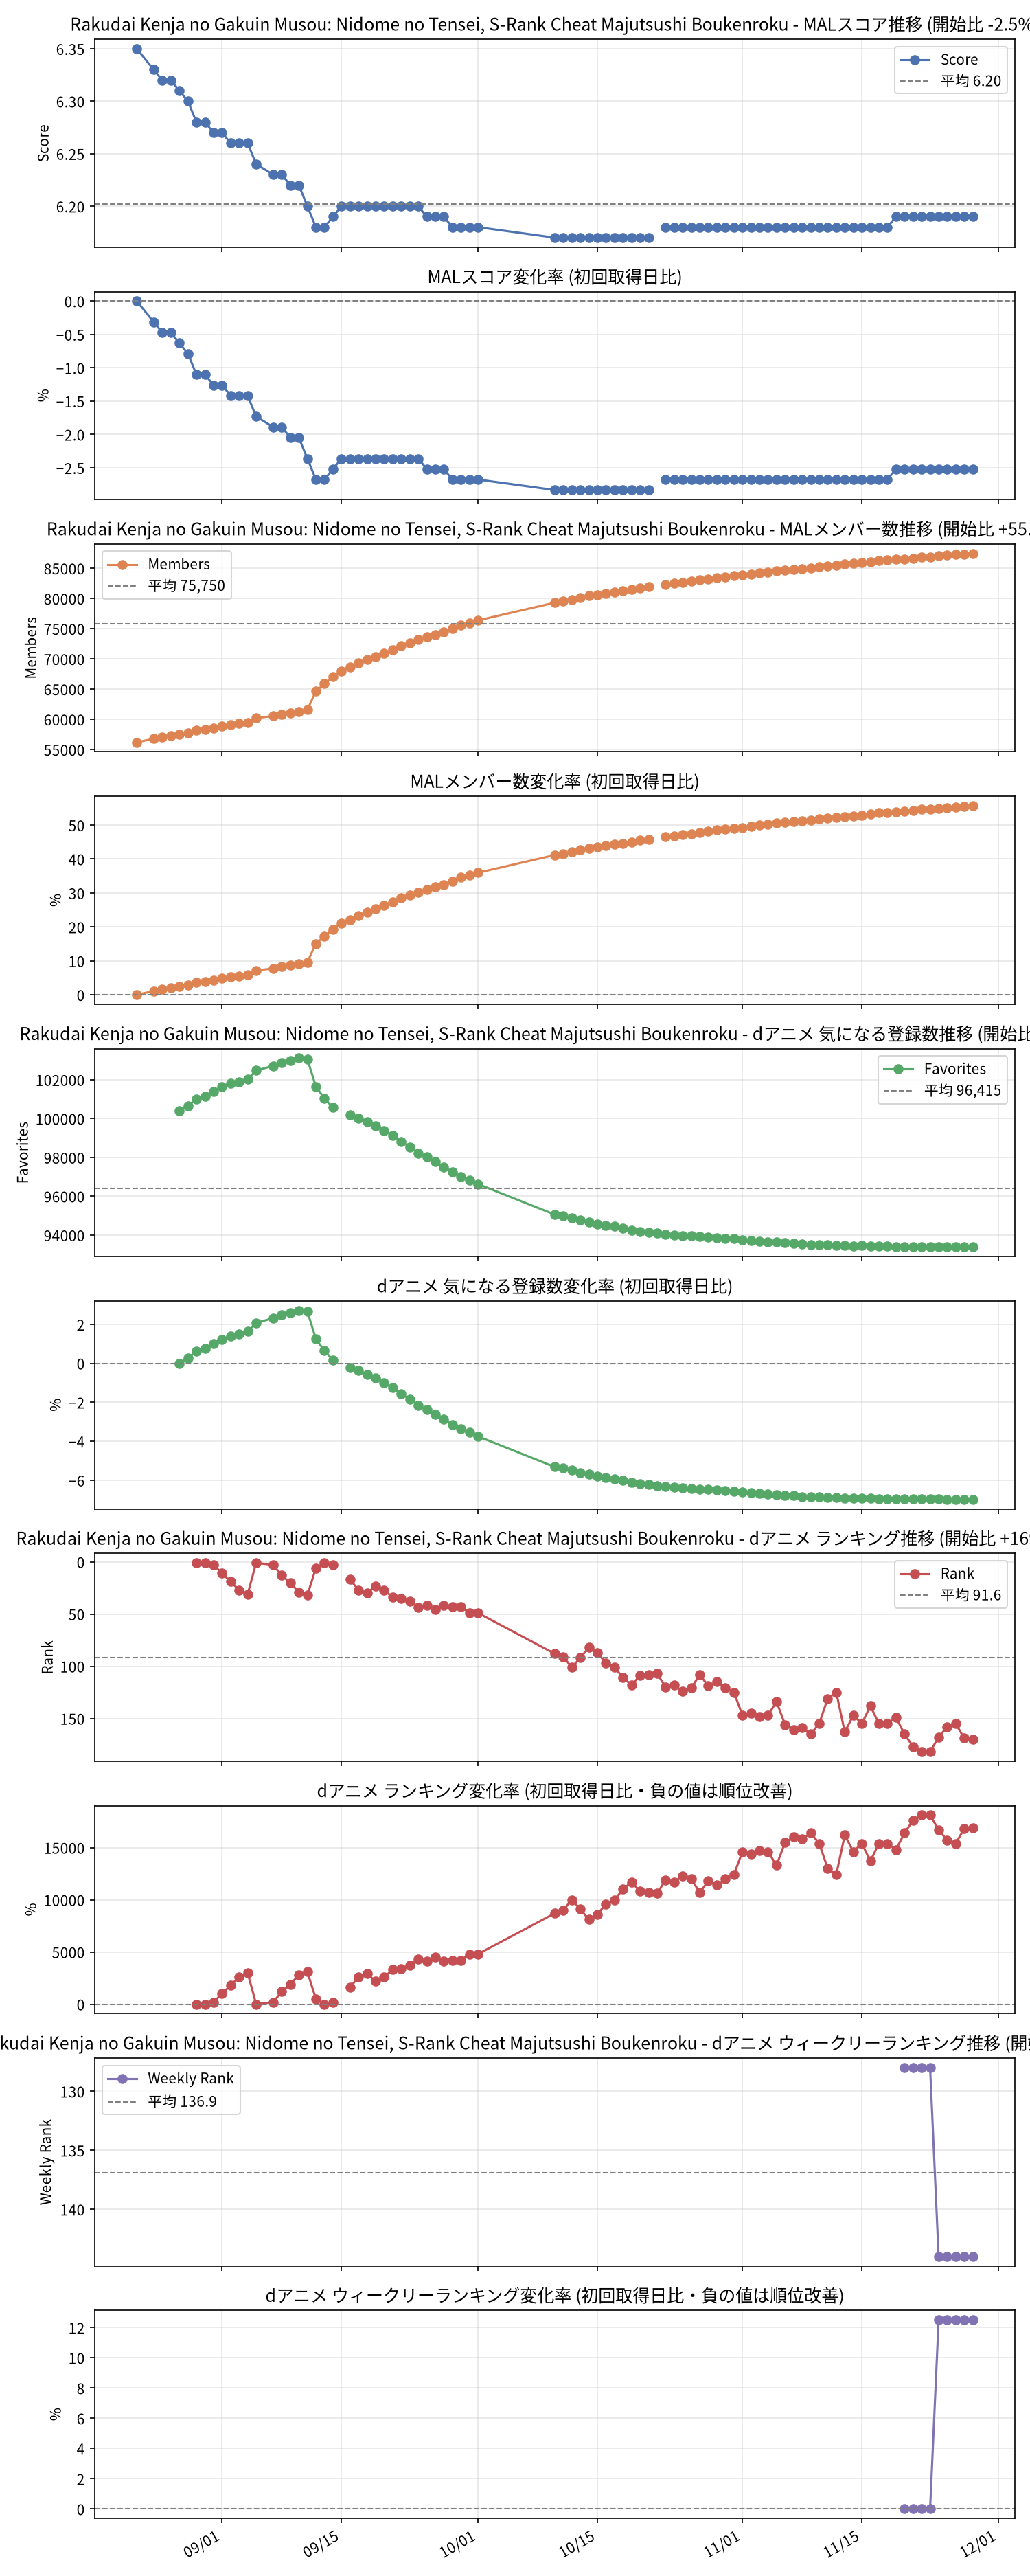 Rakudai Kenja no Gakuin Musou: Nidome no Tensei, S-Rank Cheat Majutsushi Boukenroku - MALスコア推移 (開始比 -2.5%
6.35
6.30
6.25
6.20
Score
Score
平均 6.20
MALスコア変化率 (初回取得日比)
0.0
−0.5
−1.0
−1.5
−2.0
−2.5
%
Rakudai Kenja no Gakuin Musou: Nidome no Tensei, S-Rank Cheat Majutsushi Boukenroku - MALメンバー数推移 (開始比 +55.
85000
80000
75000
70000
65000
60000
55000
Members
Members
平均 75,750
MALメンバー数変化率 (初回取得日比)
50
40
30
20
10
0
%
Rakudai Kenja no Gakuin Musou: Nidome no Tensei, S-Rank Cheat Majutsushi Boukenroku - dアニメ 気になる登録数推移 (開始比
102000
100000
98000
96000
94000
Favorites
Favorites
平均 96,415
dアニメ 気になる登録数変化率 (初回取得日比)
2
0
−2
−4
−6
%
Rakudai Kenja no Gakuin Musou: Nidome no Tensei, S-Rank Cheat Majutsushi Boukenroku - dアニメ ランキング推移 (開始比 +16
0
50
100
150
Rank
Rank
平均 91.6
dアニメ ランキング変化率 (初回取得日比・負の値は順位改善)
15000
10000
5000
0
%
kudai Kenja no Gakuin Musou: Nidome no Tensei, S-Rank Cheat Majutsushi Boukenroku - dアニメ ウィークリーランキング推移 (開
130
135
140
Weekly Rank
Weekly Rank
平均 136.9
dアニメ ウィークリーランキング変化率 (初回取得日比・負の値は順位改善)
12
10
8
6
4
2
0
%
09/01
09/15
10/01
10/15
11/01
11/15
12/01